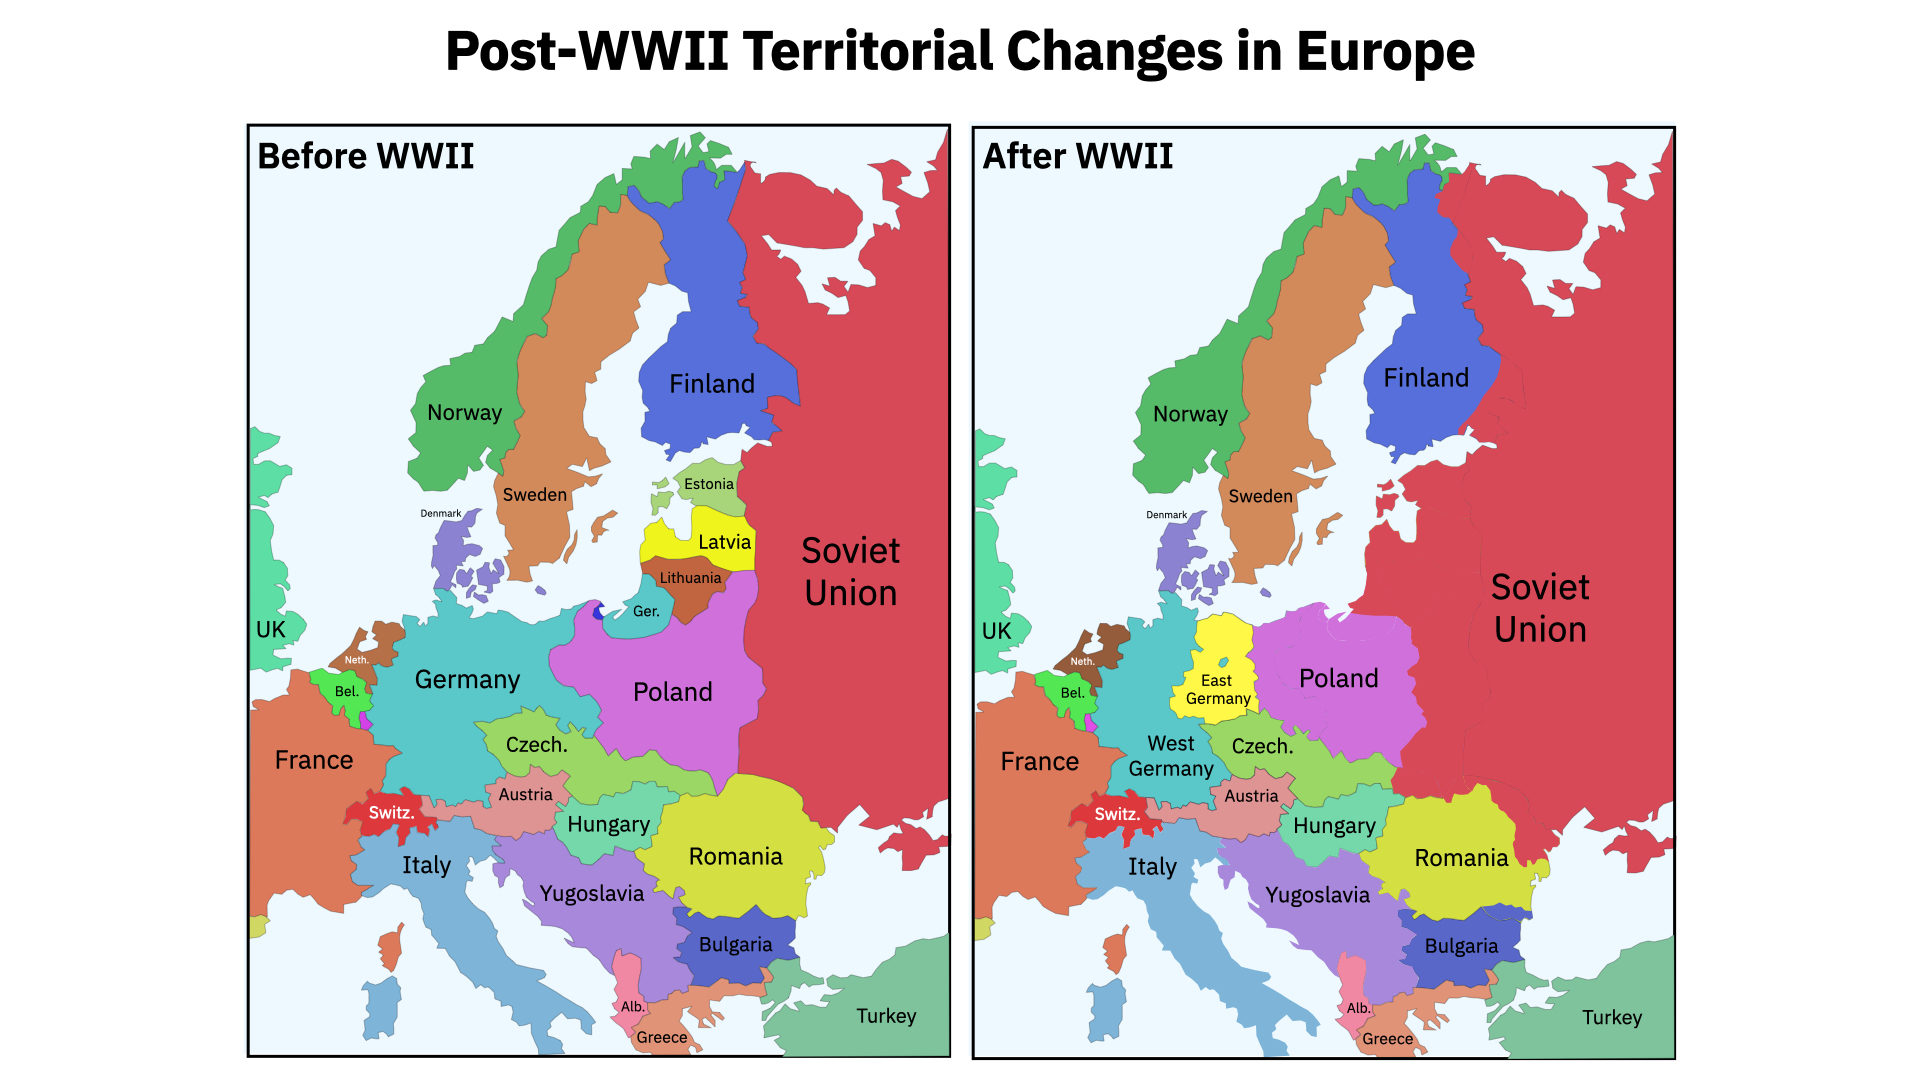 Post-WWII Territorial Changes in Europe
Before WWII
Norway
Finland
Sweden
Estonia
Denmark
Latvia
Soviet
Union
Lithuania
Ger.
UK
Neth.
Germany
Bel.
Poland
France
Czech.
Austria
Switz.
Hungary
Italy
Romania
Yugoslavia
Bulgaria
Alb.
Turkey
Greece
After WWII
Finland
Norway
Sweden
Denmark
Soviet
Union
UK
Neth.
Poland
East
Germany
Bel.
West
Germany
France
Czech.
Austria
Switz.
Hungary
Italy
Romania
Yugoslavia
Bulgaria
Alb.
Turkey
Greece